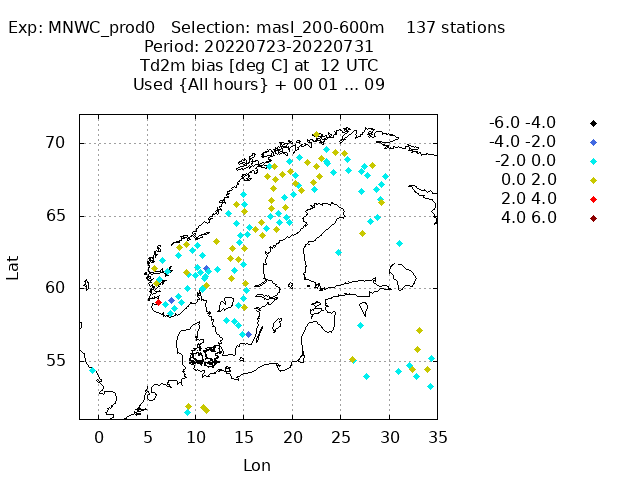 Exp: MNWC_prod0   Selection: masl_200-600m    137 stations
Period: 20220723-20220731
Td2m bias [deg C] at  12 UTC
Used {All hours} + 00 01 ... 09
-6.0 -4.0
-4.0 -2.0
-2.0 0.0
0.0 2.0
2.0 4.0
4.0 6.0
70
65
60
55
Lat
0 5 10 15 20 25 30 35
Lon